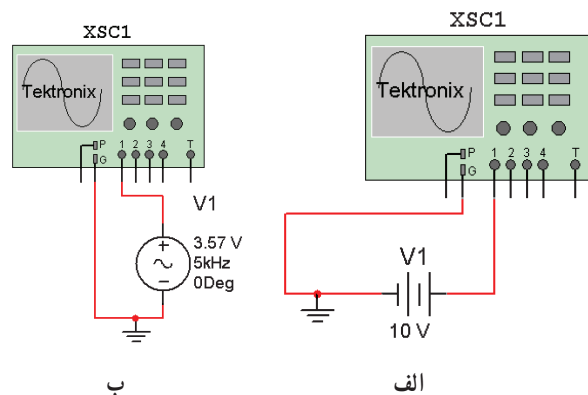 XSC1
Tektronix
P
G
1 2 3 4 T
V1
3.57 V
5kHz
0Deg
ب
XSC1
Tektronix
P
G
1 2 3 4 T
V1
10 V
الف